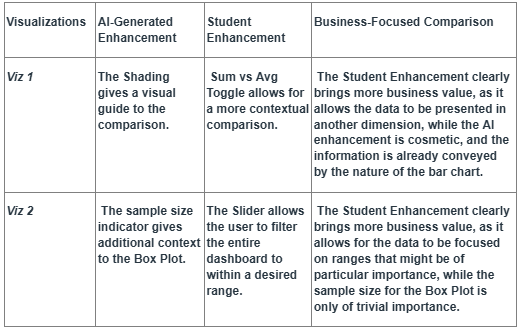 Visualizations AI-Generated Enhancement Student Enhancement Business-Focused Comparison
Viz 1
The Shading
gives a visual
guide to the
comparison.
Sum vs Avg
Toggle allows for
a more contextual
comparison.
The Student Enhancement clearly
brings more business value, as it
allows the data to be presented in
another dimension, while the AI
enhancement is cosmetic, and the
information is already conveyed
by the nature of the bar chart.
Viz 2
The sample size
indicator gives
additional context
to the Box Plot.
The Slider allows
the user to filter
the entire
dashboard to
within a desired
range.
The Student Enhancement clearly
brings more business value, as it
allows for the data to be focused
on ranges that might be of
particular importance, while the
sample size for the Box Plot is
only of trivial importance.